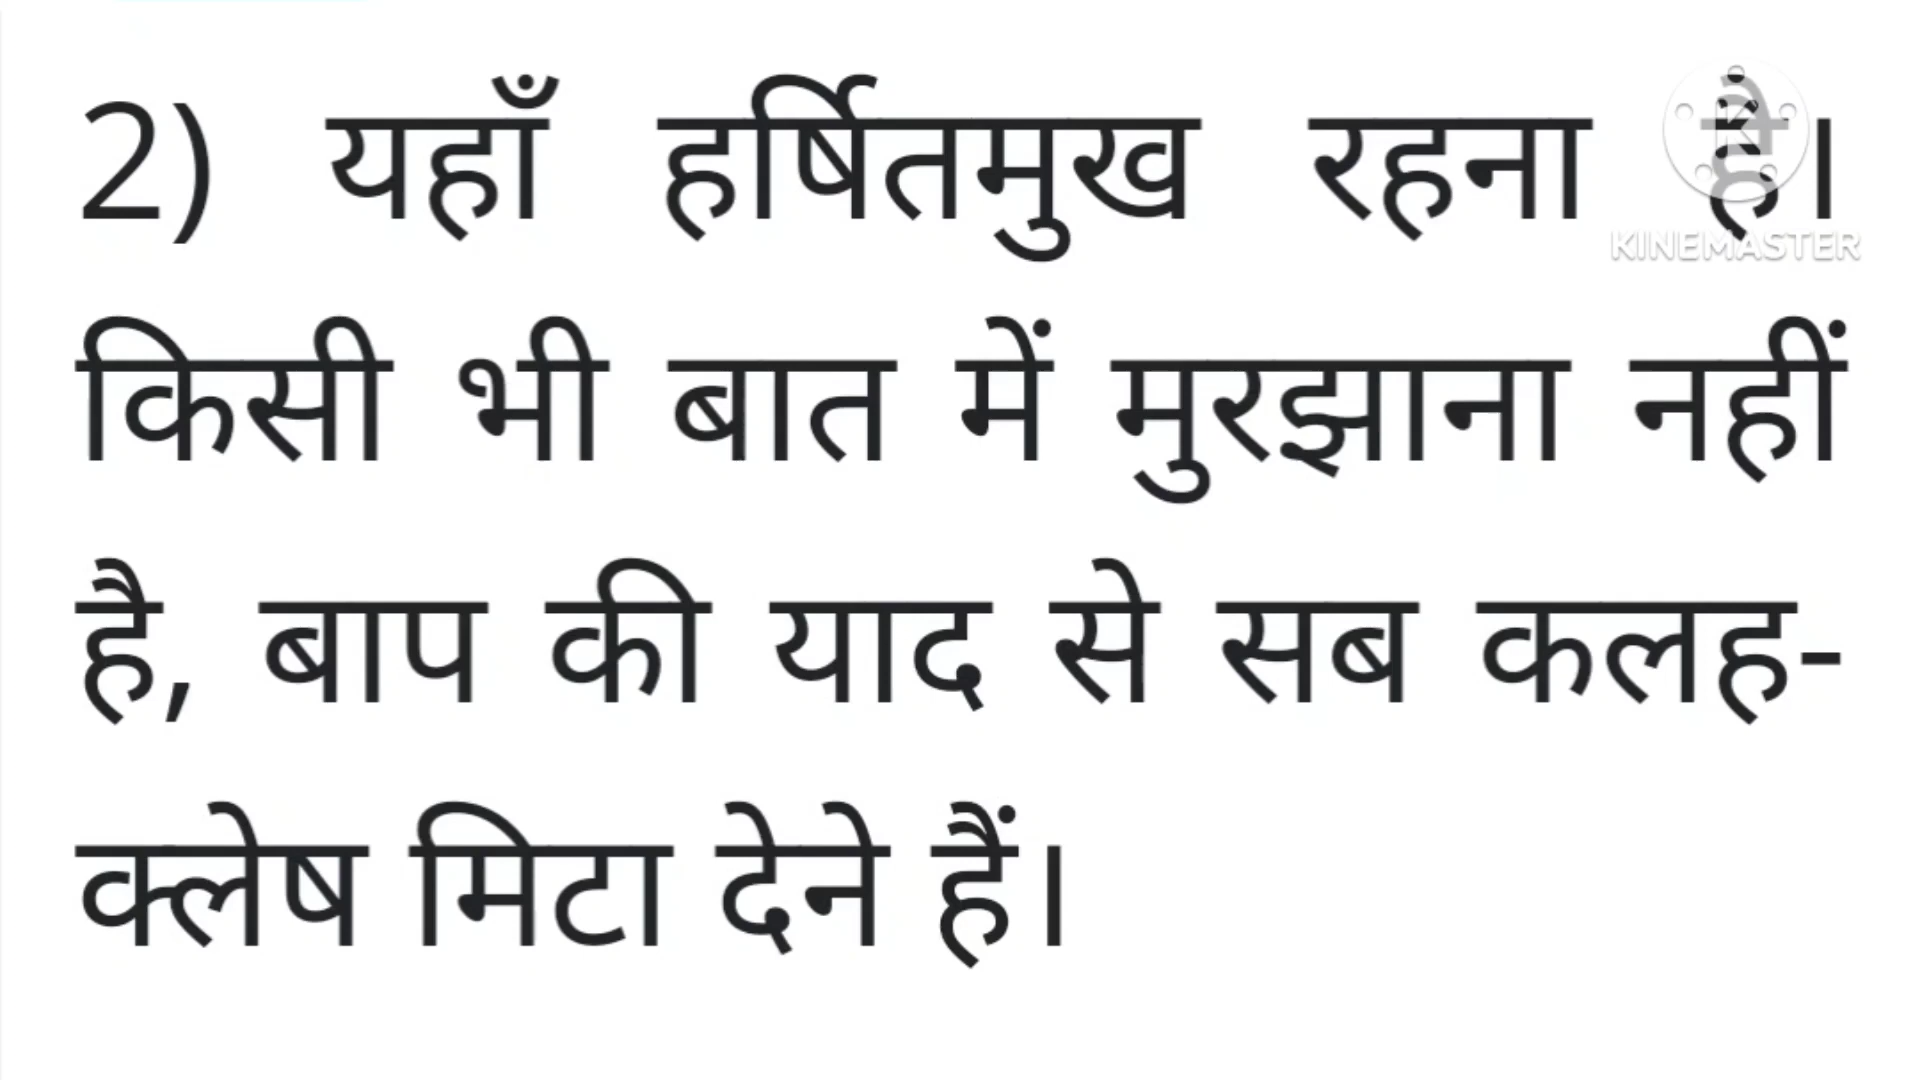 2) यहाँ हर्षितमुख रहना है।
KINEMASTER
किसी भी बात में मुरझाना नहीं
है, बाप की याद से सब कलह-
क्लेष मिटा देने हैं।